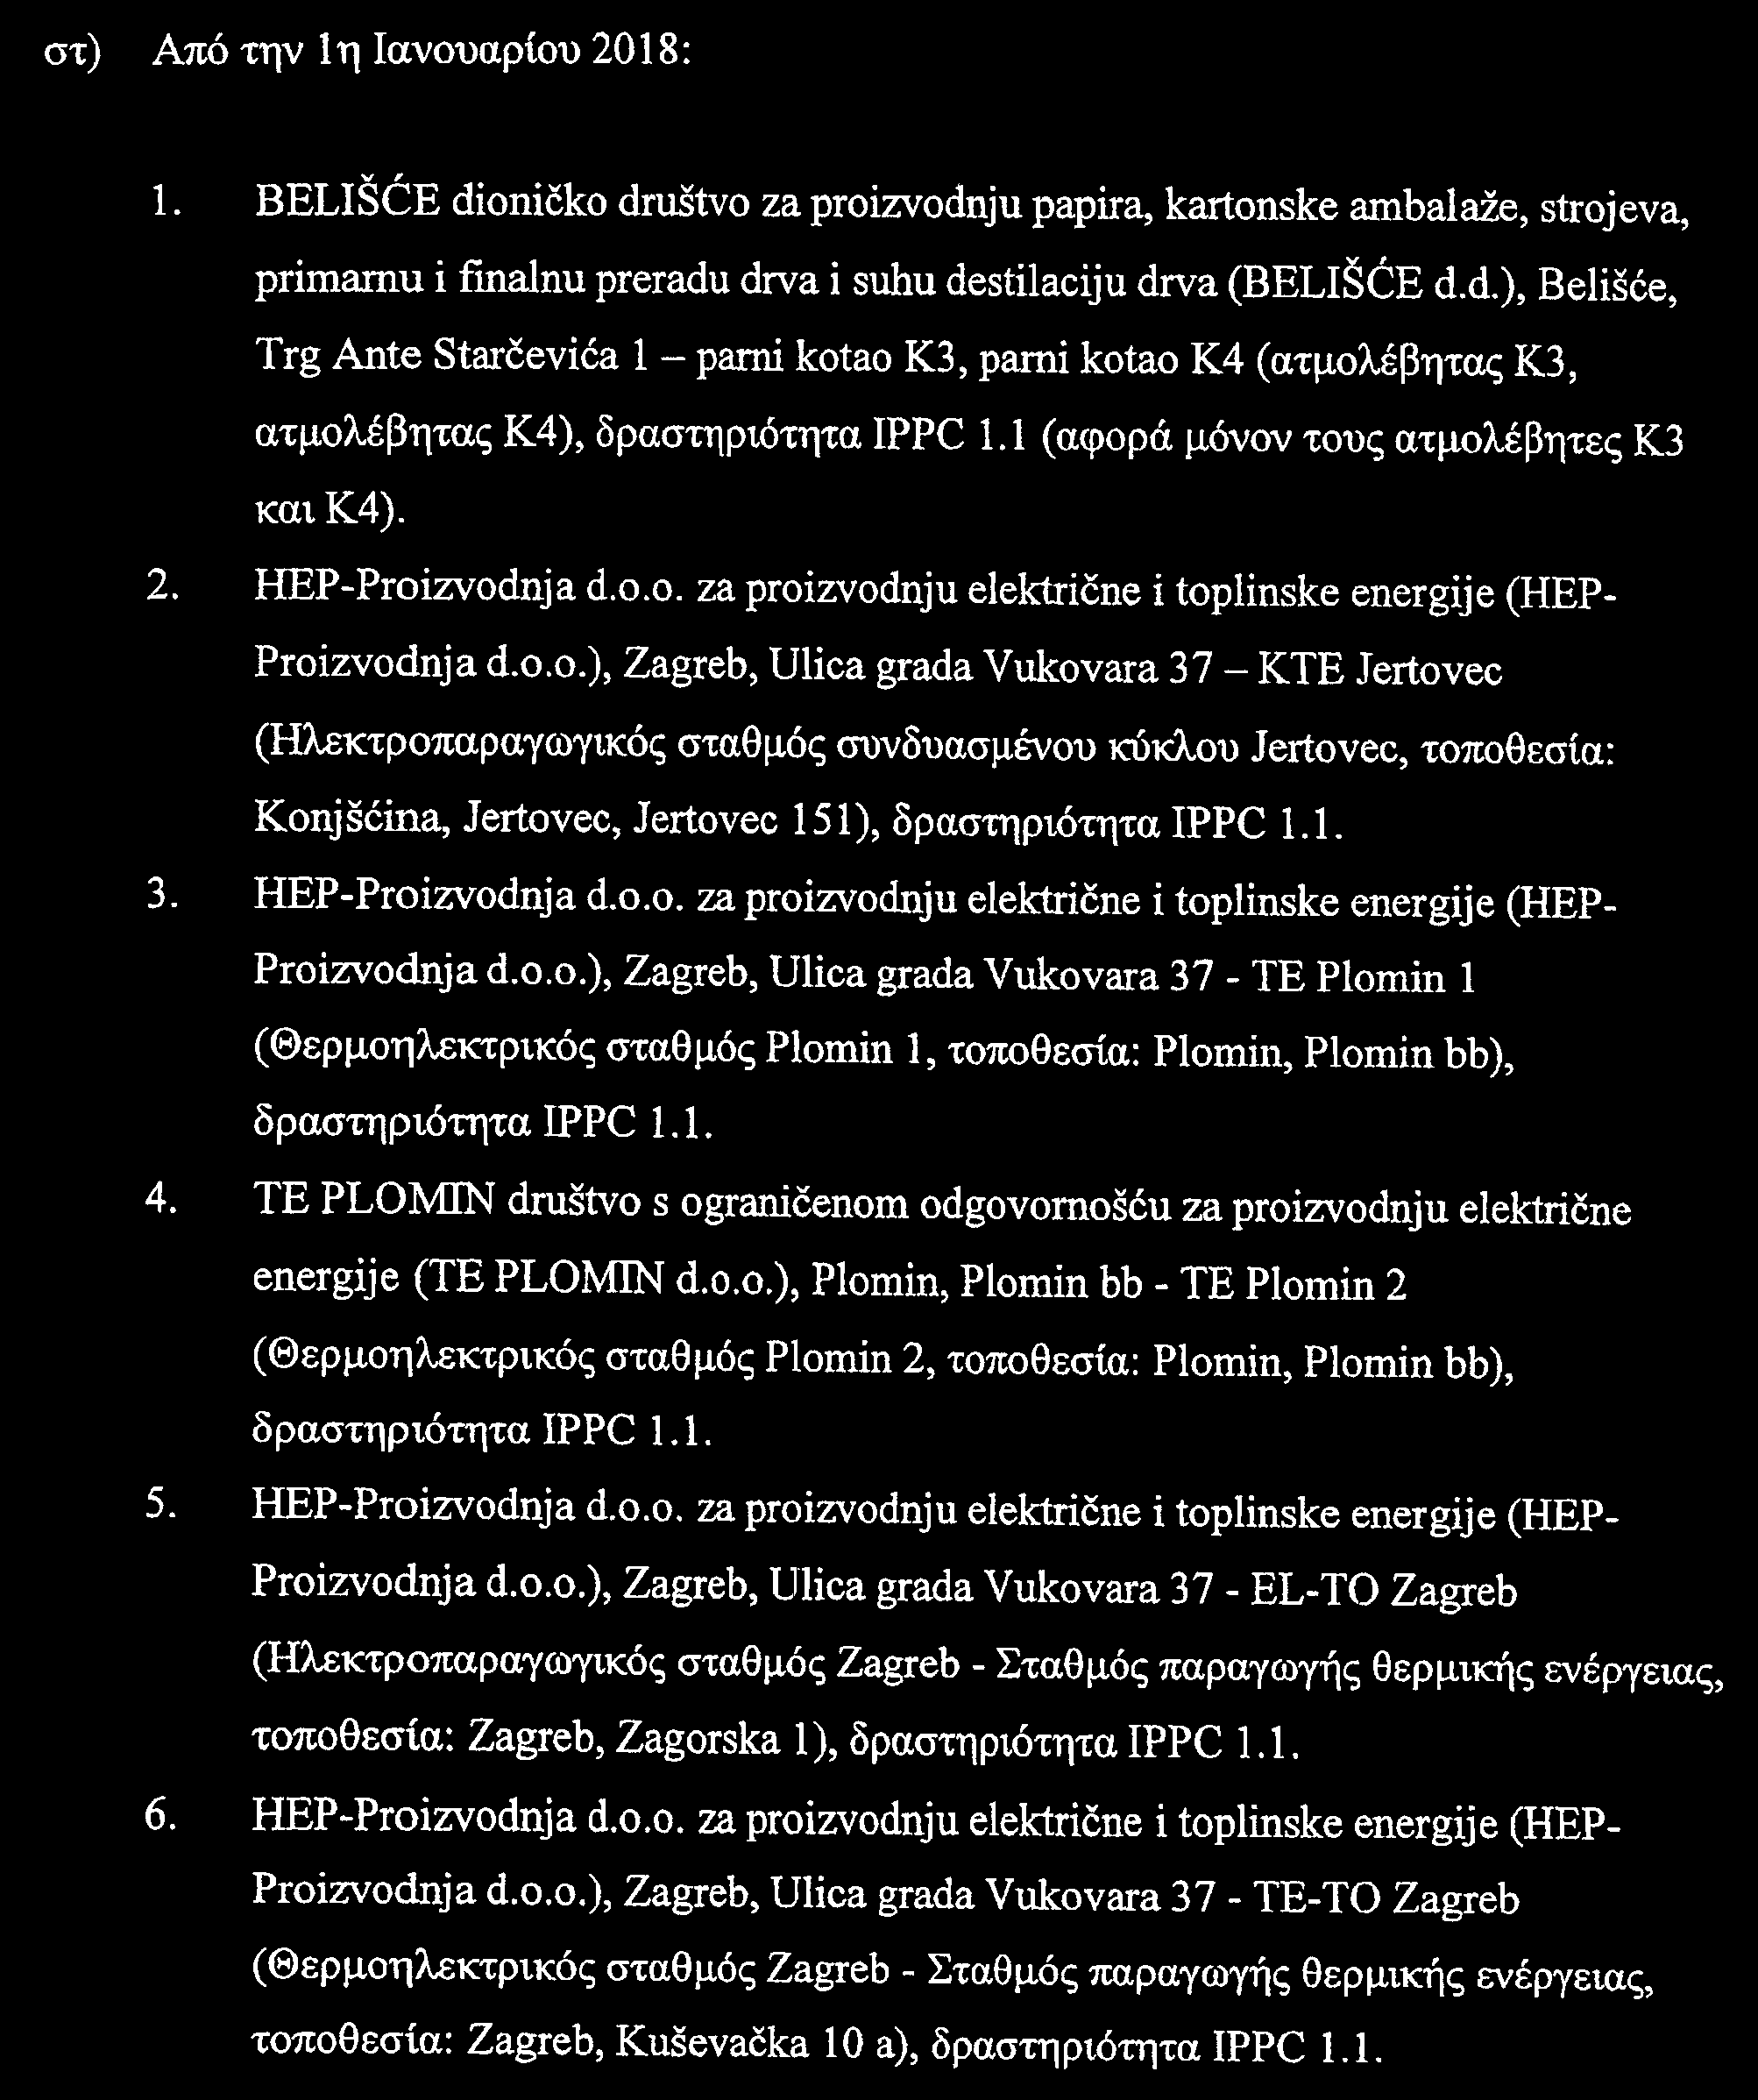 στ) Από την 1η Ιανουαρίου 2018:
1. BELIŠĆE dioničko društvo za proizvodnju papira, kartonske ambalaže, strojeva,
primarnu i finalnu preradu drva i suhu destilaciju drva (BELIŠĆE d.d.), Belišće,
Trg Ante Starčevića 1 – parni kotao K3, parni kotao K4 (ατμολέβητας K3,
ατμολέβητας K4), δραστηριότητα IPPC 1.1 (αφορά μόνον τους ατμολέβητες K3
και K4).
2. HEP-Proizvodnja d.o.o. za proizvodnju električne i toplinske energije (HEP-
Proizvodnja d.o.o.), Zagreb, Ulica grada Vukovara 37 – KTE Jertovec
(Ηλεκτροπαραγωγικός σταθμός συνδυασμένου κύκλου Jertovec, τοποθεσία:
Konjšćina, Jertovec, Jertovec 151), δραστηριότητα IPPC 1.1.
3. HEP-Proizvodnja d.o.o. za proizvodnju električne i toplinske energije (HEP-
Proizvodnja d.o.o.), Zagreb, Ulica grada Vukovara 37 - TE Plomin 1
(Θερμοηλεκτρικός σταθμός Plomin 1, τοποθεσία: Plomin, Plomin bb),
δραστηριότητα IPPC 1.1.
4. TE PLOMIN društvo s ograničenom odgovornošću za proizvodnju električne
energije (TE PLOMIN d.o.o.), Plomin, Plomin bb - TE Plomin 2
(Θερμοηλεκτρικός σταθμός Plomin 2, τοποθεσία: Plomin, Plomin bb),
δραστηριότητα IPPC 1.1.
5. HEP-Proizvodnja d.o.o. za proizvodnju električne i toplinske energije (HEP-
Proizvodnja d.o.o.), Zagreb, Ulica grada Vukovara 37 - EL-TO Zagreb
(Ηλεκτροπαραγωγικός σταθμός Zagreb - Σταθμός παραγωγής θερμικής ενέργειας,
τοποθεσία: Zagreb, Zagorska 1), δραστηριότητα IPPC 1.1.
6. HEP-Proizvodnja d.o.o. za proizvodnju električne i toplinske energije (HEP-
Proizvodnja d.o.o.), Zagreb, Ulica grada Vukovara 37 - TE-TO Zagreb
(Θερμοηλεκτρικός σταθμός Zagreb - Σταθμός παραγωγής θερμικής ενέργειας,
τοποθεσία: Zagreb, Kuševačka 10 a), δραστηριότητα IPPC 1.1.